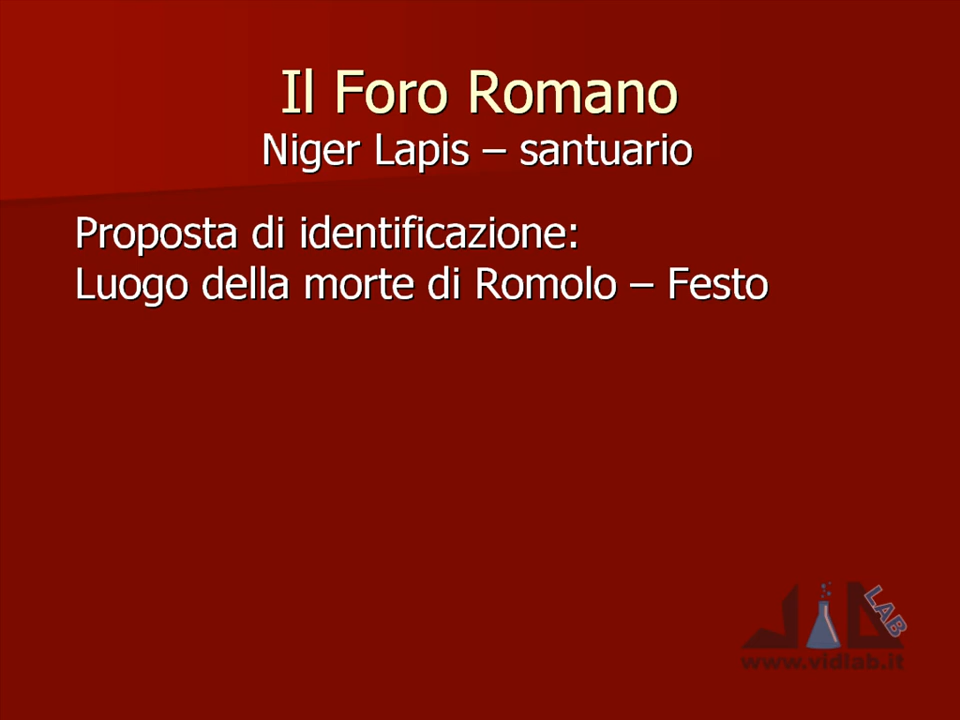 Il Foro Romano
Niger Lapis – santuario
Proposta di identificazione:
Luogo della morte di Romolo – Festo
LAB
www.vidlab.it